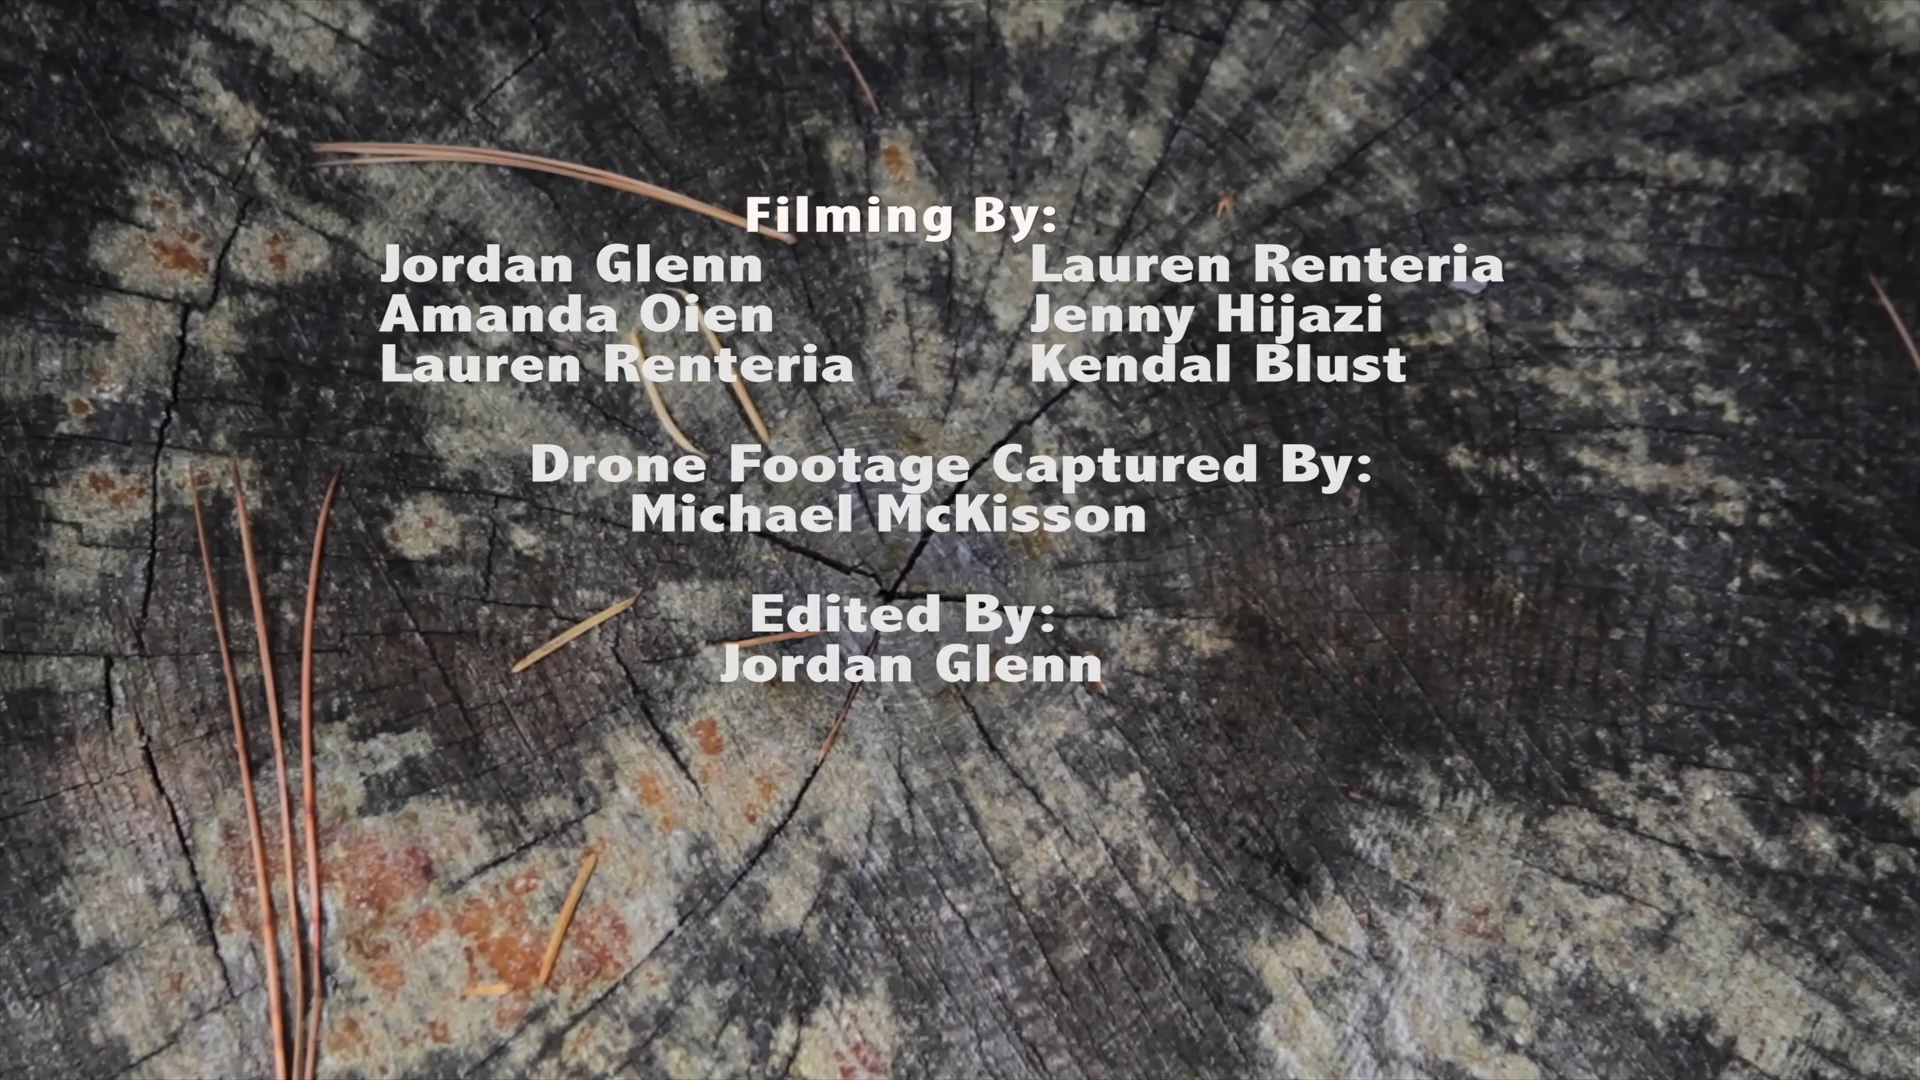 Filming By:
Jordan Glenn Lauren Renteria
Amanda Oien Jenny Hijazi
Lauren Renteria Kendal Blust
Drone Footage Captured By:
Michael McKisson
Edited By:
Jordan Glenn